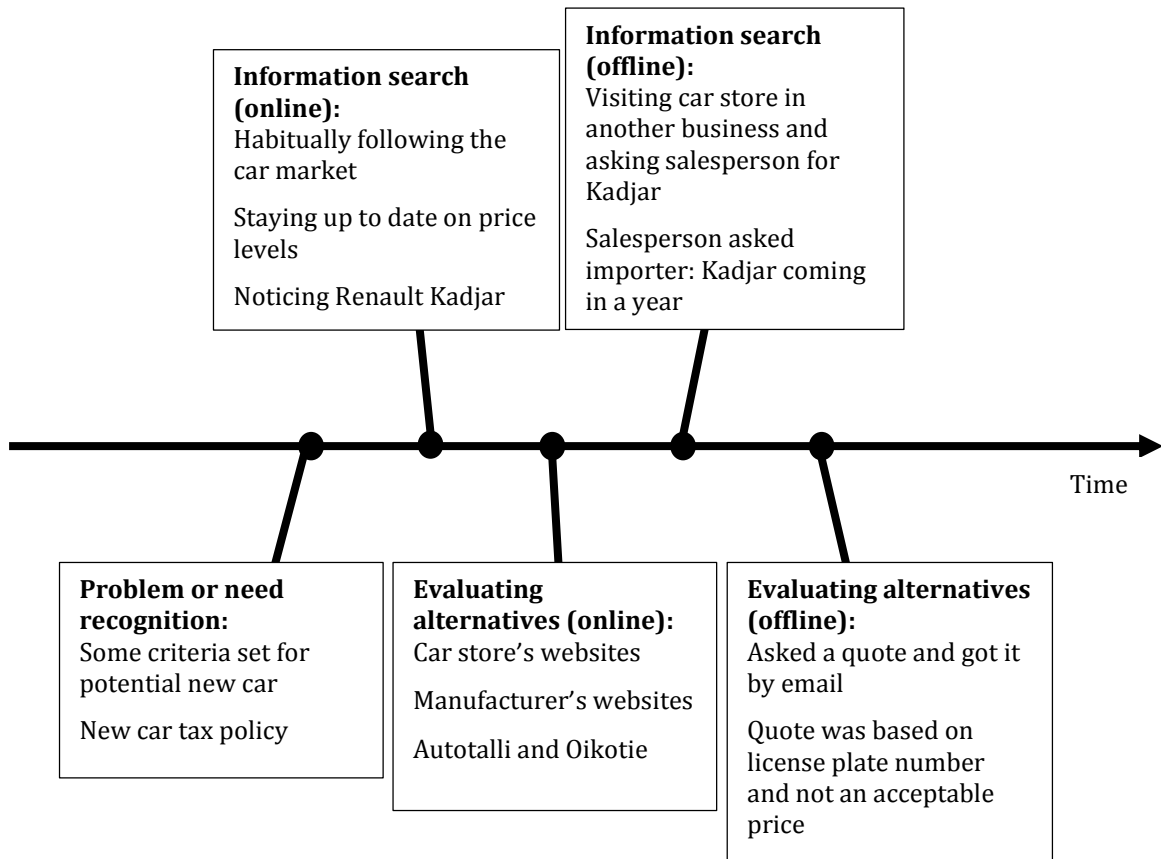 Information search
(online):
Habitually following the
car market
Staying up to date on price
levels
Noticing Renault Kadjar
Information search
(offline):
Visiting car store in
another business and
asking salesperson for
Kadjar
Salesperson asked
importer: Kadjar coming
in a year
Time
Problem or need
recognition:
Some criteria set for
potential new car
New car tax policy
Evaluating
alternatives (online):
Car store’s websites
Manufacturer’s websites
Autotalli and Oikotie
Evaluating alternatives
(offline):
Asked a quote and got it
by email
Quote was based on
license plate number
and not an acceptable
price